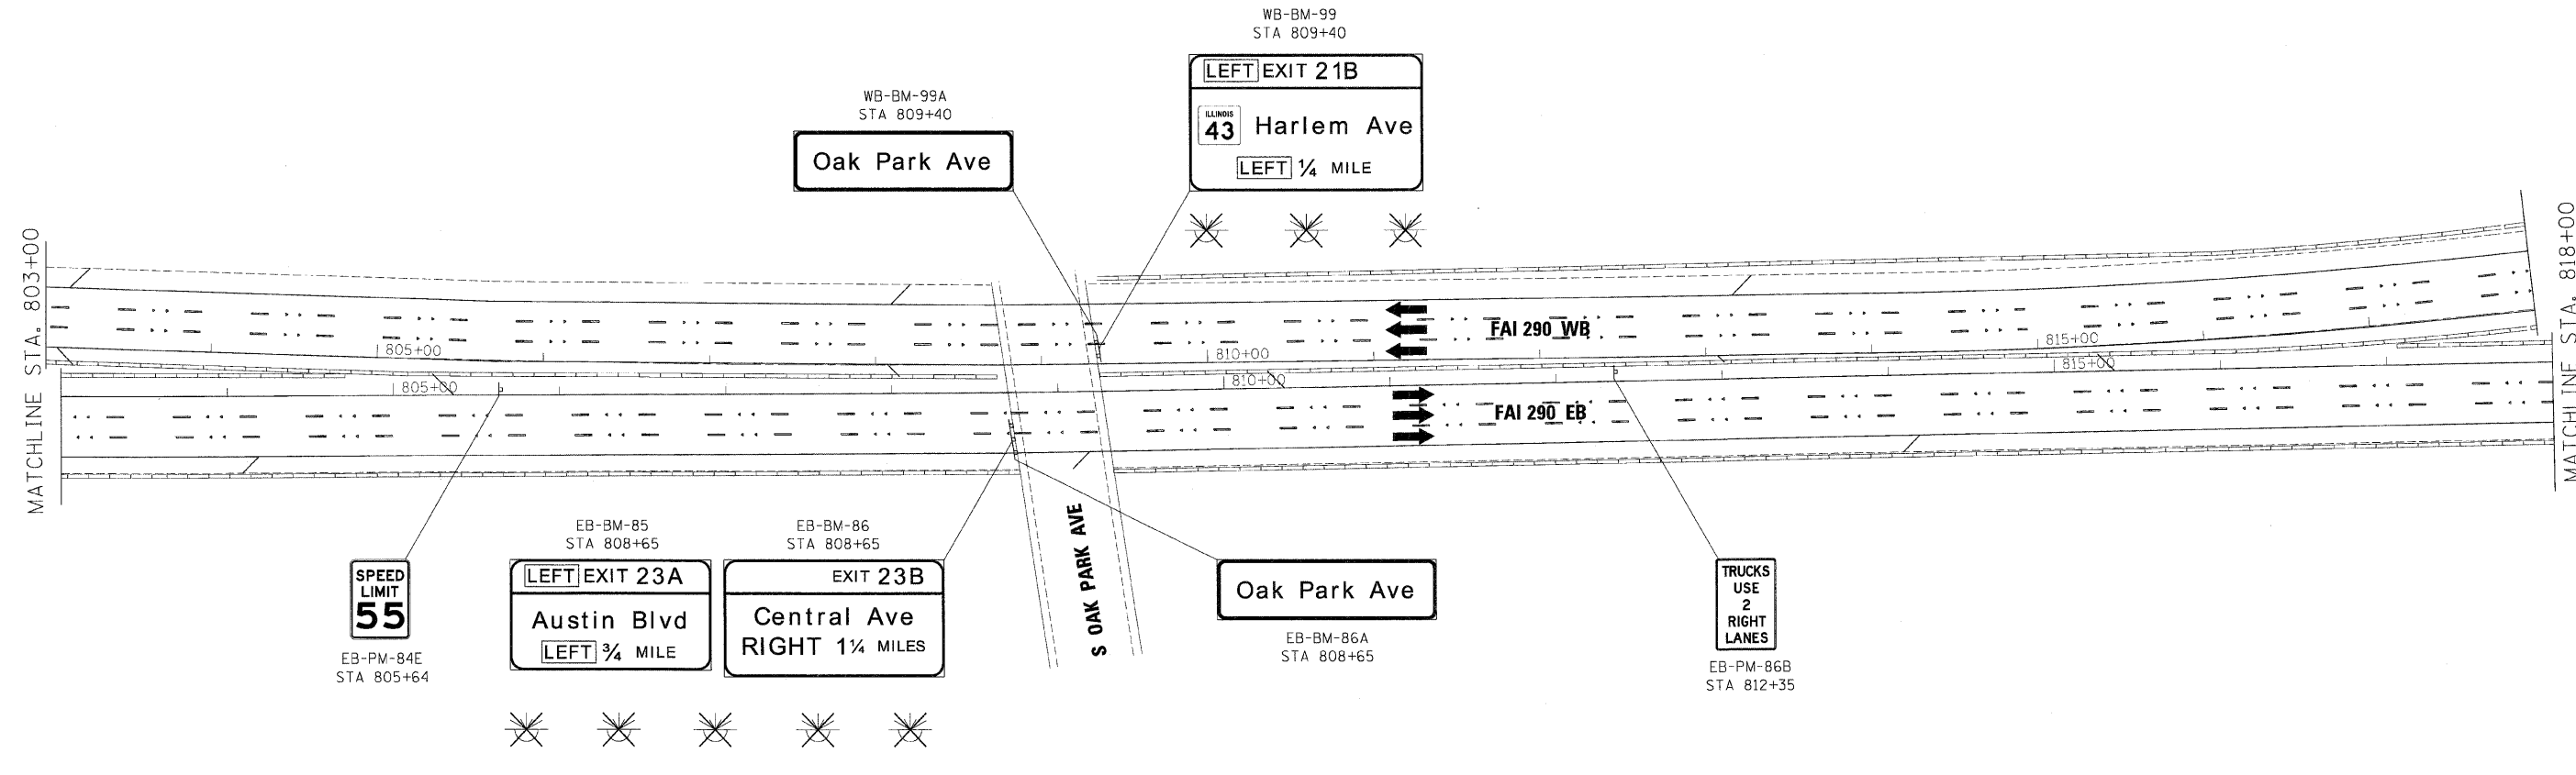 WB-BM-99
STA 809+40
LEFT EXIT 21B
ILLINOIS
43 Harlem Ave
LEFT 1/4 MILE
WB-BM-99A
STA 809+40
Oak Park Ave
MATCHLINE STA. 803+00
MATCHLINE STA. 818+00
805+00
810+00
815+00
FAI 290 WB
805+00
810+00
815+00
FAI 290 EB
S OAK PARK AVE
SPEED
LIMIT
55
EB-PM-84E
STA 805+64
EB-BM-85
STA 808+65
LEFT EXIT 23A
Austin Blvd
LEFT 3/4 MILE
EB-BM-86
STA 808+65
EXIT 23B
Central Ave
RIGHT 1 1/4 MILES
Oak Park Ave
EB-BM-86A
STA 808+65
TRUCKS
USE
2
RIGHT
LANES
EB-PM-86B
STA 812+35